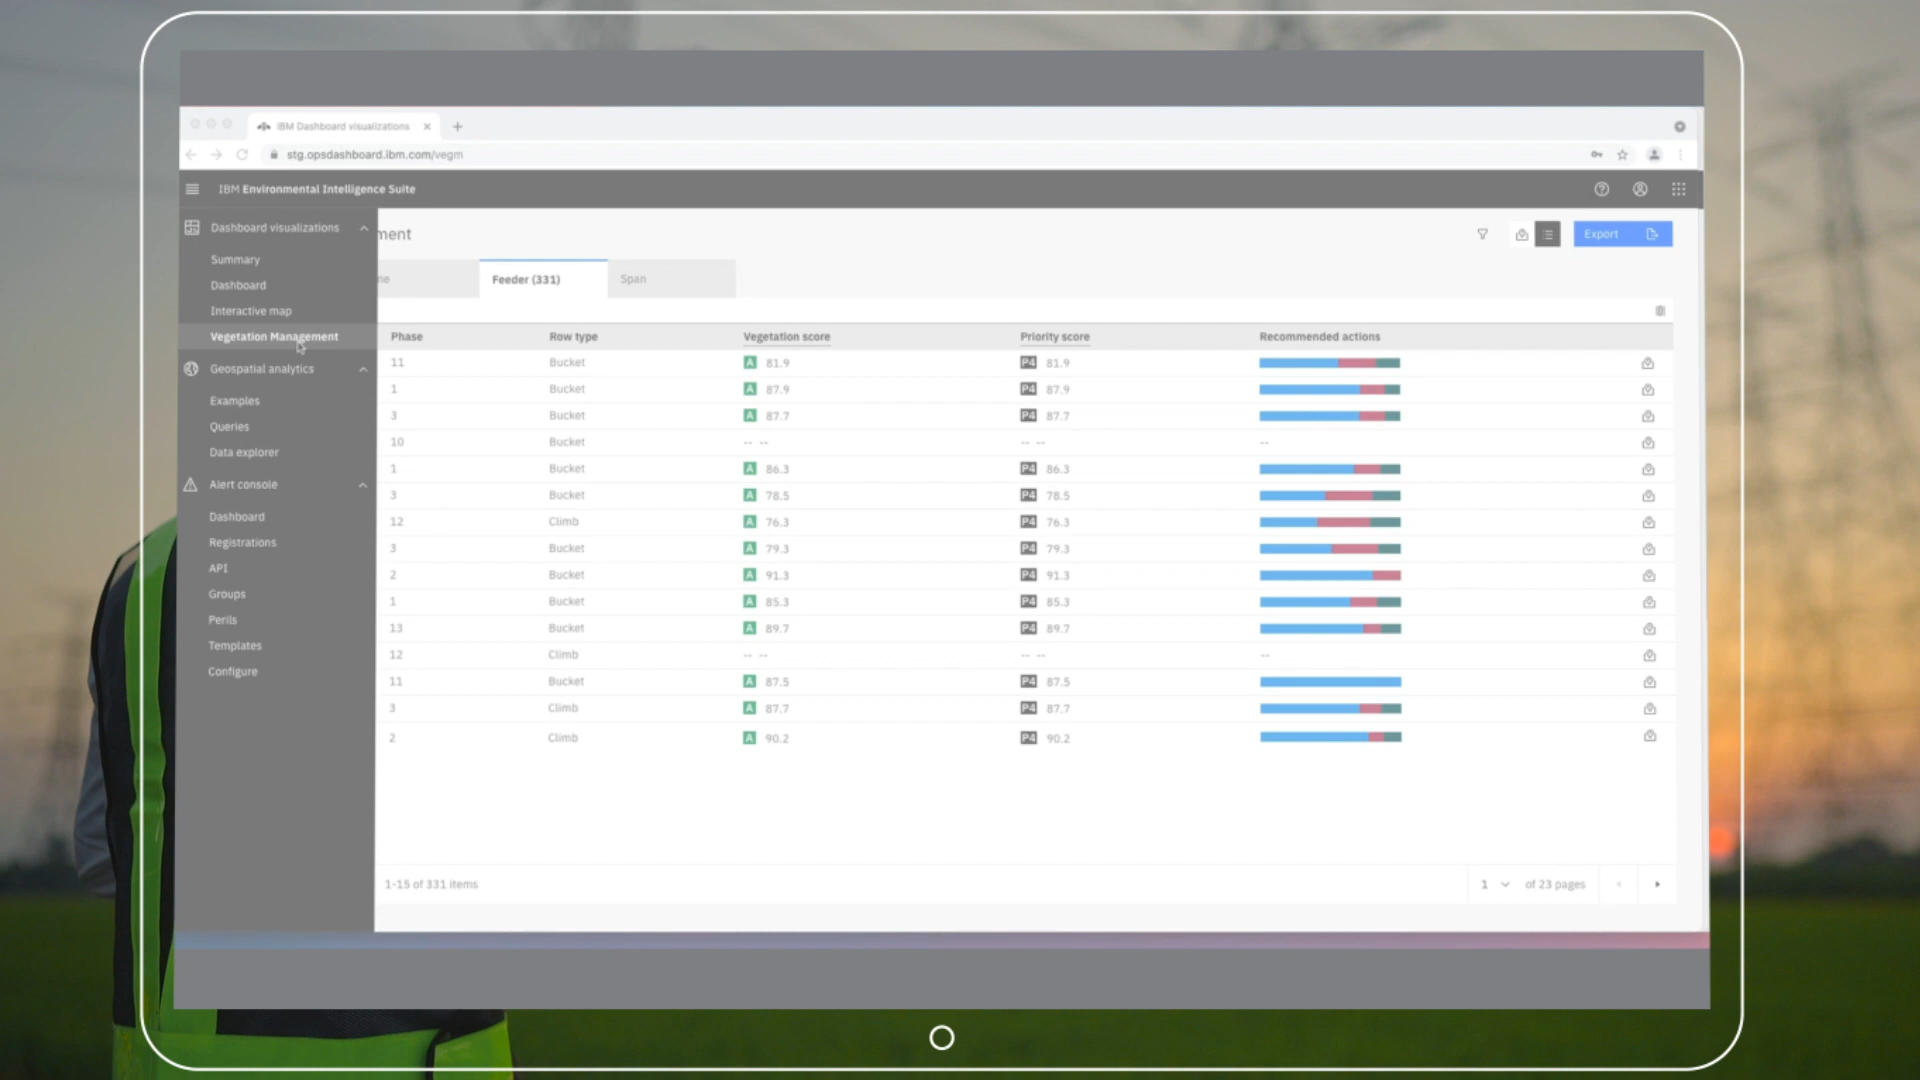 IBM Dashboard visualizations
stg.opsdashboard.ibm.com/vegm
IBM Environmental Intelligence Suite
Dashboard visualizations
Summary
Dashboard
Interactive map
Vegetation Management
Geospatial analytics
Examples
Queries
Data explorer
Alert console
Dashboard
Registrations
API
Groups
Perils
Templates
Configure
ment
Export
ne Feeder (331) Span
Phase Row type Vegetation score Priority score Recommended actions
11 Bucket A 81.9 P4 81.9
1 Bucket A 87.9 P4 87.9
3 Bucket A 87.7 P4 87.7
10 Bucket -- -- -- -- --
1 Bucket A 86.3 P4 86.3
3 Bucket A 78.5 P4 78.5
12 Climb A 76.3 P4 76.3
3 Bucket A 79.3 P4 79.3
2 Bucket A 91.3 P4 91.3
1 Bucket A 85.3 P4 85.3
13 Bucket A 89.7 P4 89.7
12 Climb -- -- -- -- --
11 Bucket A 87.5 P4 87.5
3 Climb A 87.7 P4 87.7
2 Climb A 90.2 P4 90.2
1-15 of 331 items
1 of 23 pages